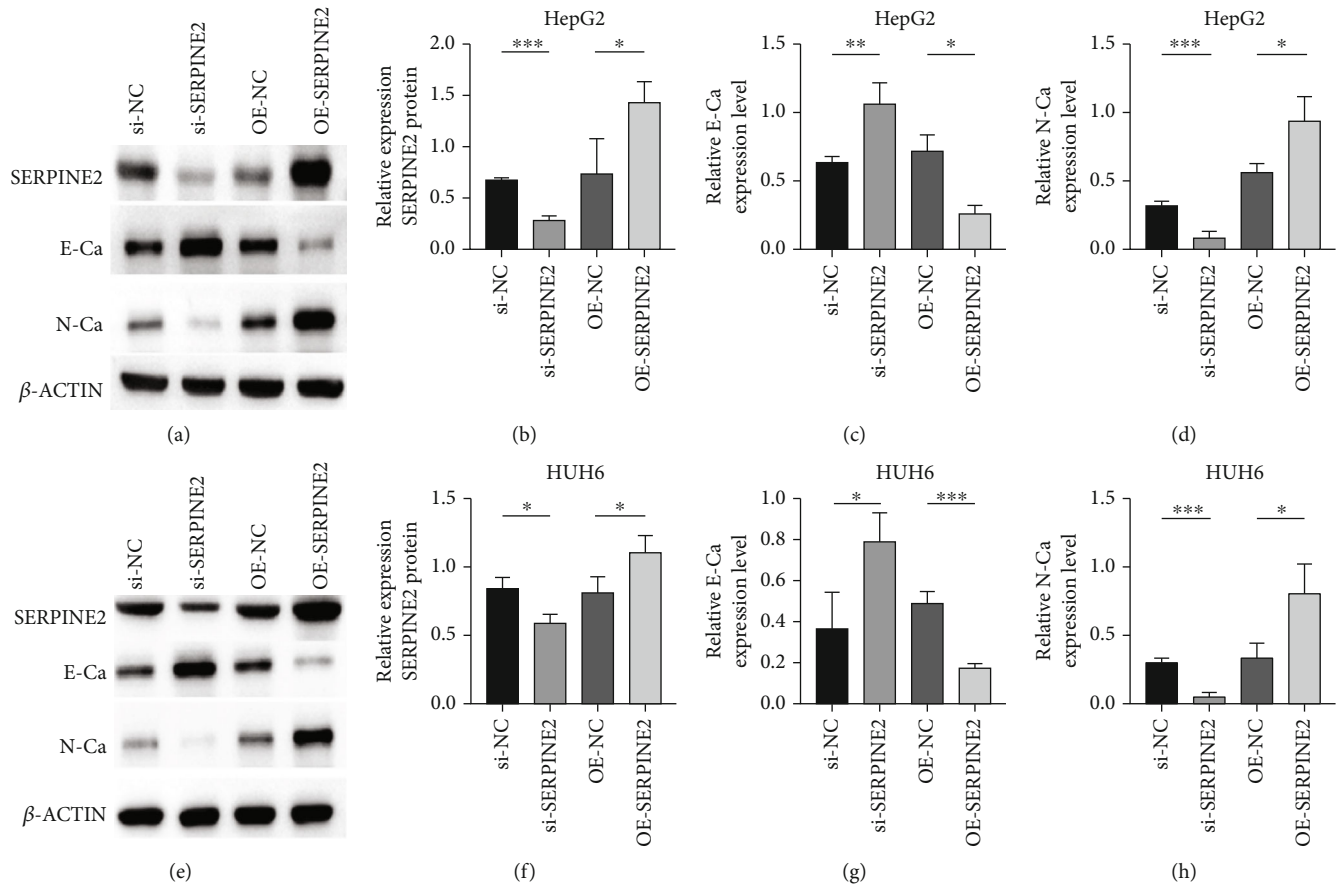 si-NC
si-SERPINE2
OE-NC
OE-SERPINE2
SERPINE2
E-Ca
N-Ca
β-ACTIN
(a)
HepG2
Relative expression
SERPINE2 protein
2.0
1.5
1.0
0.5
0.0
***
*
si-NC
si-SERPINE2
OE-NC
OE-SERPINE2
(b)
HepG2
Relative E-Ca
expression level
1.5
1.0
0.5
0.0
**
*
si-NC
si-SERPINE2
OE-NC
OE-SERPINE2
(c)
HepG2
Relative N-Ca
expression level
1.5
1.0
0.5
0.0
***
*
si-NC
si-SERPINE2
OE-NC
OE-SERPINE2
(d)
si-NC
si-SERPINE2
OE-NC
OE-SERPINE2
SERPINE2
E-Ca
N-Ca
β-ACTIN
(e)
HUH6
Relative expression
SERPINE2 protein
1.5
1.0
0.5
0.0
*
*
si-NC
si-SERPINE2
OE-NC
OE-SERPINE2
(f)
HUH6
Relative E-Ca
expression level
1.0
0.8
0.6
0.4
0.2
0.0
*
***
si-NC
si-SERPINE2
OE-NC
OE-SERPINE2
(g)
HUH6
Relative N-Ca
expression level
1.5
1.0
0.5
0.0
***
*
si-NC
si-SERPINE2
OE-NC
OE-SERPINE2
(h)